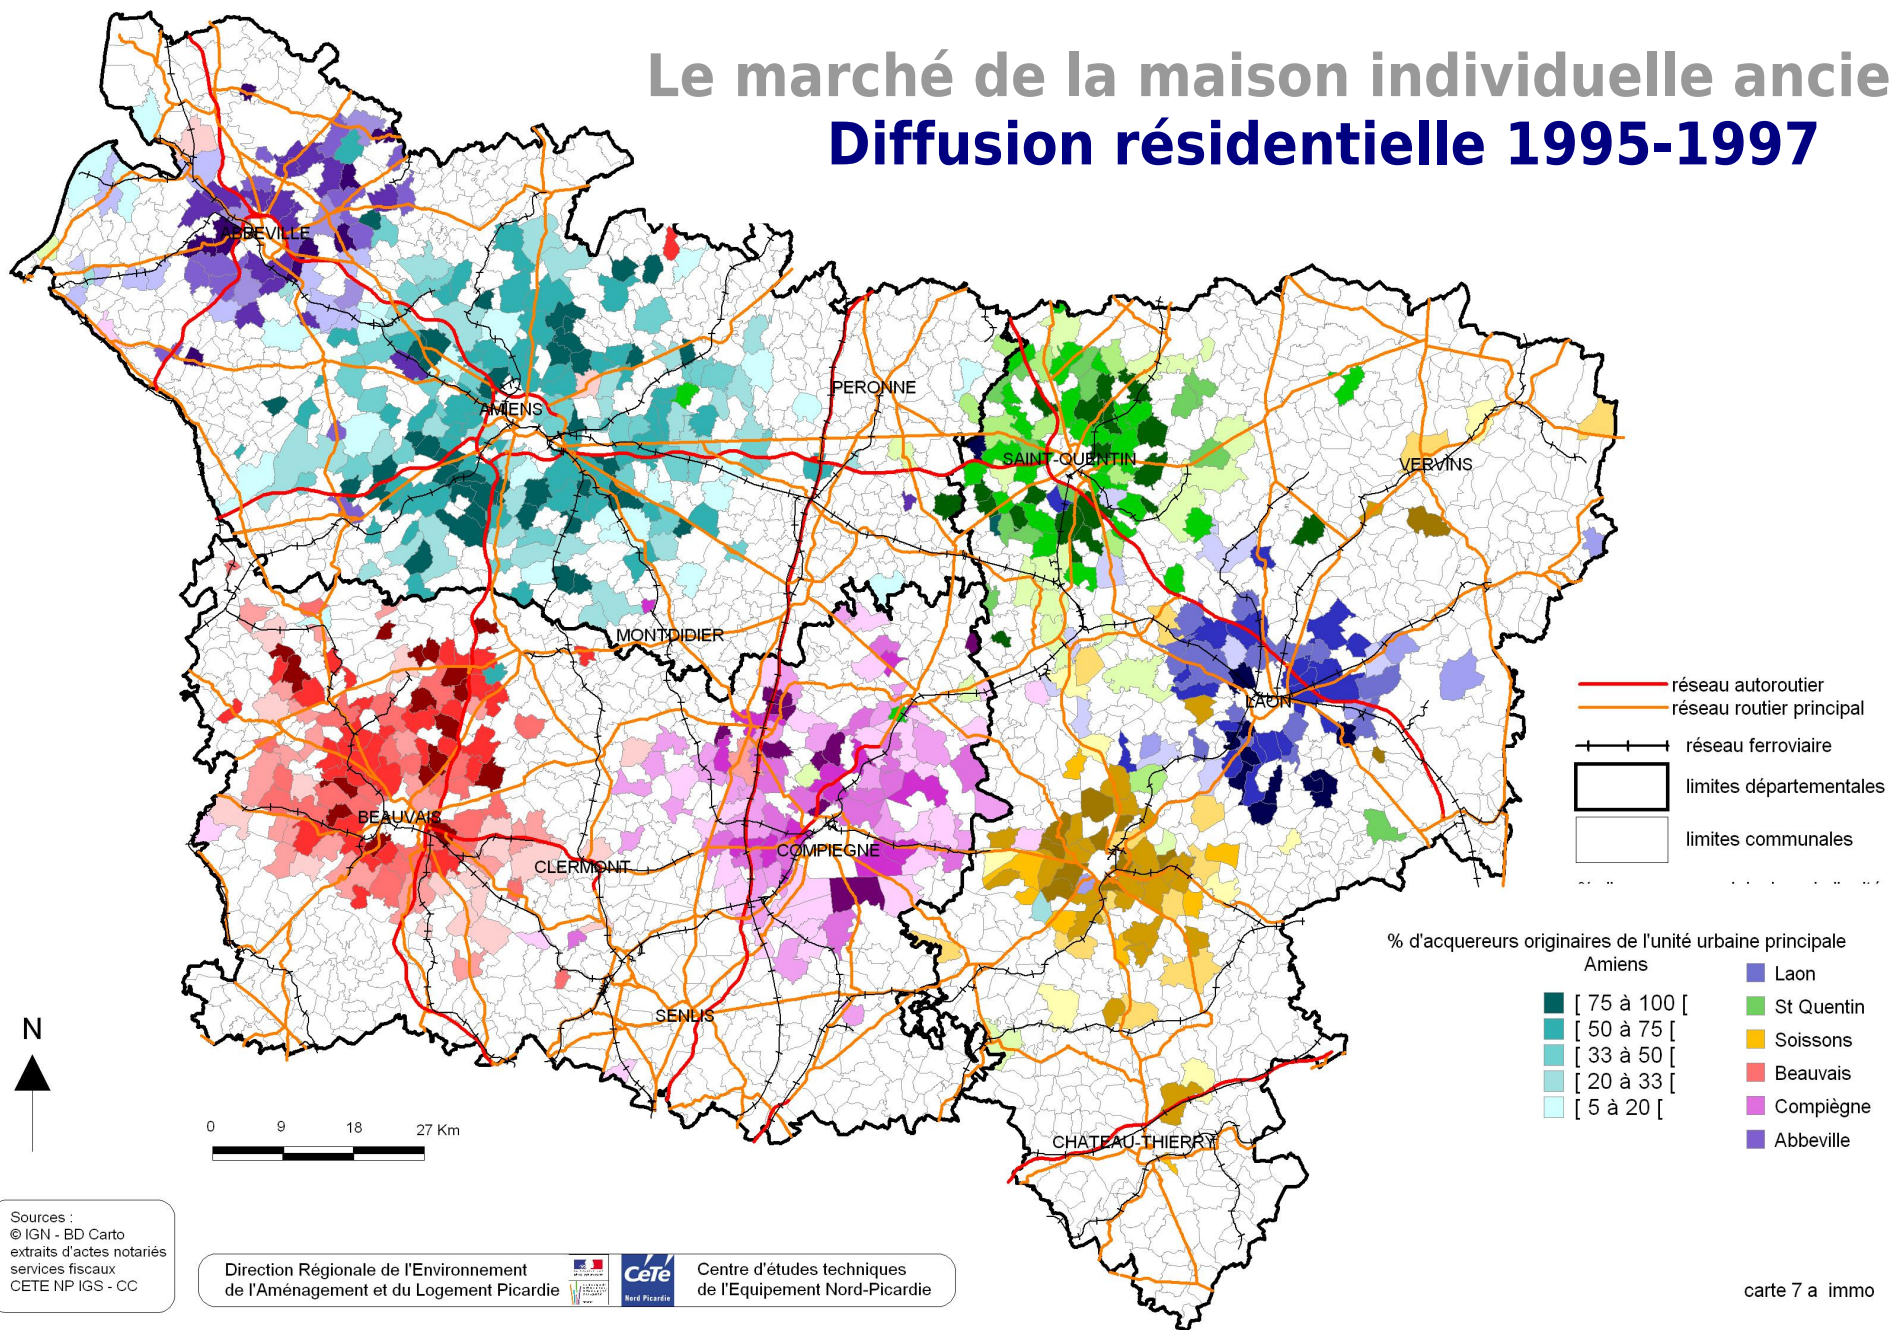 Le marché de la maison individuelle ancie
Diffusion résidentielle 1995-1997
ABBEVILLE
AMIENS
PERONNE
SAINT-QUENTIN
VERVINS
MONTDIDIER
LAON
BEAUVAIS
CLERMONT
COMPIEGNE
SENLIS
CHATEAU-THIERRY
réseau autoroutier
réseau routier principal
réseau ferroviaire
limites départementales
limites communales
% d'acquereurs originaires de l'unité urbaine principale
Amiens
[ 75 à 100 [
[ 50 à 75 [
[ 33 à 50 [
[ 20 à 33 [
[ 5 à 20 [
Laon
St Quentin
Soissons
Beauvais
Compiègne
Abbeville
N
0 9 18 27 Km
Sources :
© IGN - BD Carto
extraits d'actes notariés
services fiscaux
CETE NP IGS - CC
Direction Régionale de l'Environnement
de l'Aménagement et du Logement Picardie
CeTe
Nord Picardie
Centre d'études techniques
de l'Equipement Nord-Picardie
carte 7 a immo